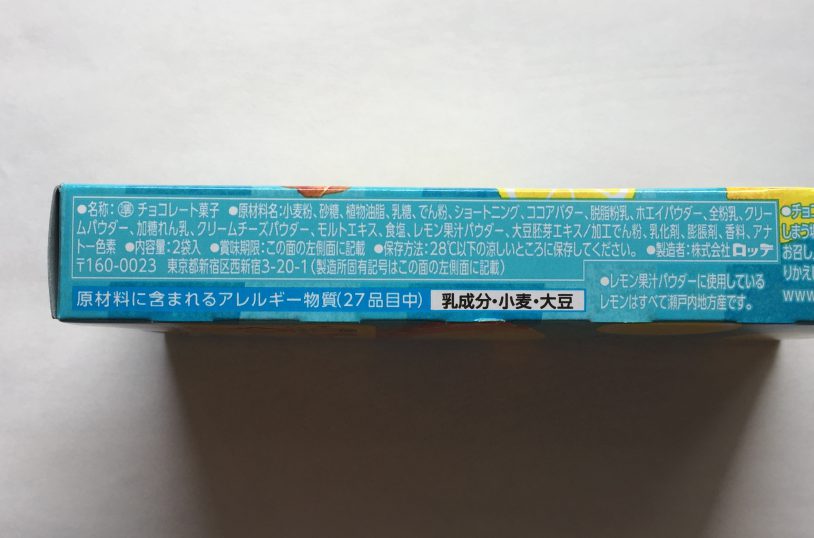 ●名称:準チョコレート菓子 ●原材料名:小麦粉、砂糖、植物油脂、乳糖、でん粉、ショートニング、ココアバター、脱脂粉乳、ホエイパウダー、全粉乳、クリー
ムパウダー、加糖れん乳、クリームチーズパウダー、モルトエキス、食塩、レモン果汁パウダー、大豆胚芽エキス/加工でん粉、乳化剤、膨脹剤、香料、アナ
トー色素 ●内容量:2袋入 ●賞味期限:この面の左側面に記載 ●保存方法:28℃以下の涼しいところに保存してください。 ●製造者:株式会社ロッテ
〒160-0023 東京都新宿区西新宿3-20-1(製造所固有記号はこの面の左側面に記載)
原材料に含まれるアレルギー物質(27品目中) 乳成分・小麦・大豆
●レモン果汁パウダーに使用している
レモンはすべて瀬戸内地方産です。
●チョコ
しまう
お召し
りかえし
www